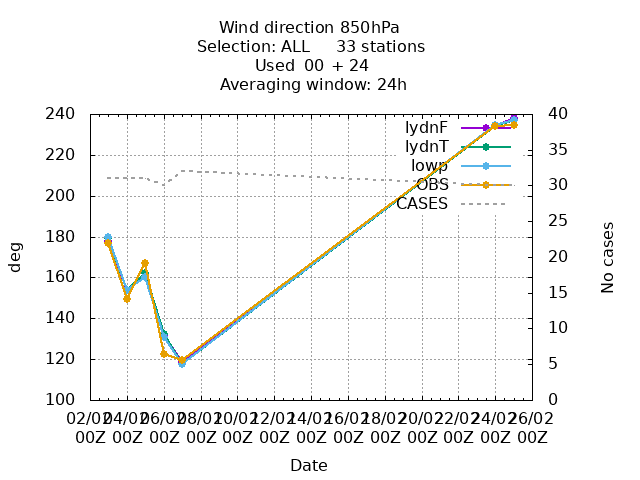 Wind direction 850hPa
Selection: ALL 33 stations
Used 00 + 24
Averaging window: 24h
240
220
200
180
160
140
120
100
deg
40
35
30
25
20
15
10
5
0
No cases
lydnF
lydnT
lowp
OBS
CASES
02/02 04/02 06/02 08/02 10/02 12/02 14/02 16/02 18/02 20/02 22/02 24/02 26/02
00Z 00Z 00Z 00Z 00Z 00Z 00Z 00Z 00Z 00Z 00Z 00Z 00Z
Date